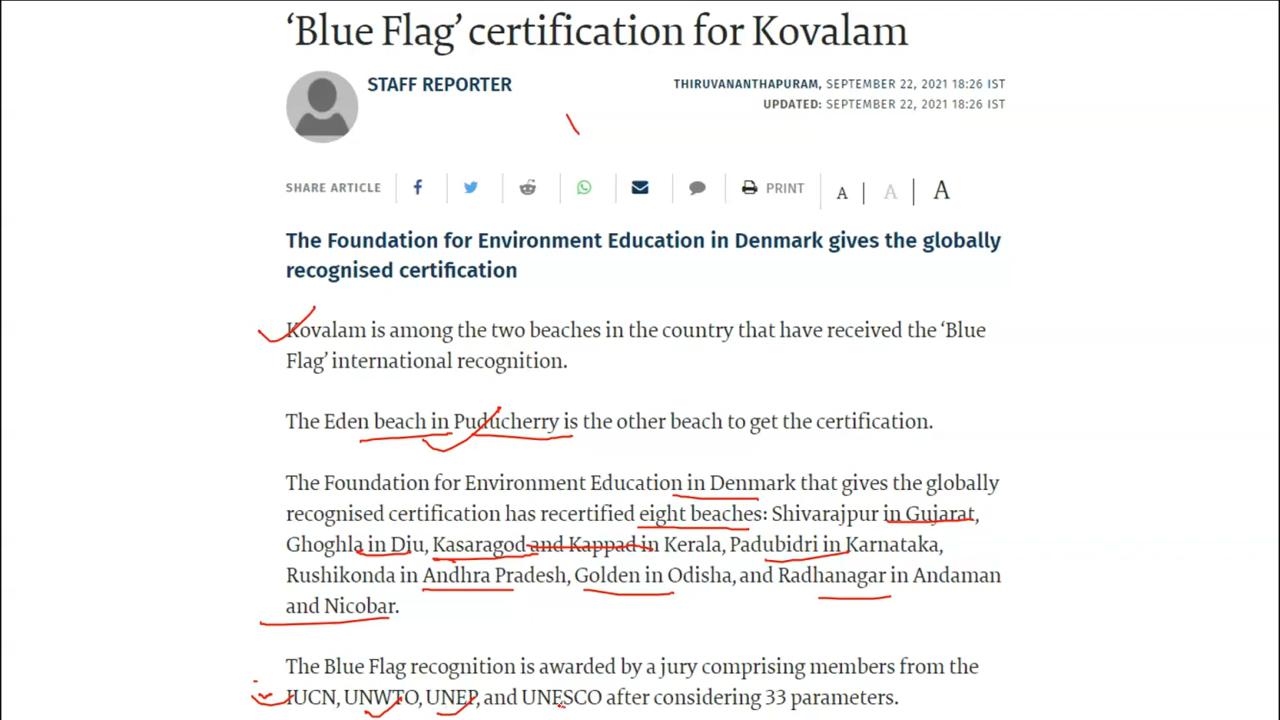 ‘Blue Flag’ certification for Kovalam
STAFF REPORTER
THIRUVANANTHAPURAM, SEPTEMBER 22, 2021 18:26 IST
UPDATED: SEPTEMBER 22, 2021 18:26 IST
SHARE ARTICLE PRINT A A A
The Foundation for Environment Education in Denmark gives the globally
recognised certification
Kovalam is among the two beaches in the country that have received the ‘Blue
Flag’ international recognition.
The Eden beach in Puducherry is the other beach to get the certification.
The Foundation for Environment Education in Denmark that gives the globally
recognised certification has recertified eight beaches: Shivarajpur in Gujarat,
Ghoghla in Diu, Kasaragod and Kappad in Kerala, Padubidri in Karnataka,
Rushikonda in Andhra Pradesh, Golden in Odisha, and Radhanagar in Andaman
and Nicobar.
The Blue Flag recognition is awarded by a jury comprising members from the
IUCN, UNWTO, UNEP, and UNESCO after considering 33 parameters.